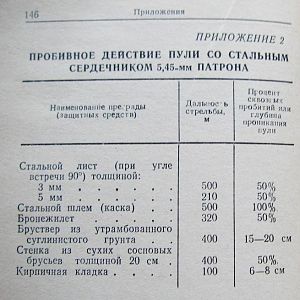 146 Приложения
ПРИЛОЖЕНИЕ 2
ПРОБИВНОЕ ДЕЙСТВИЕ ПУЛИ СО СТАЛЬНЫМ
СЕРДЕЧНИКОМ 5,45-мм ПАТРОНА
Наименование преграды
(защитных средств)
Дальность
стрельбы,
м
Процент
сквозных
пробитий или
глубина
проникания
пули
Стальной лист (при угле
встречи 90°) толщиной:
3 мм . . . . 500 50%
5 мм . . . . 210 50%
Стальной шлем (каска) . . . 500 100%
Бронежилет . . . . 320 50%
Бруствер из утрамбованного
суглинистого грунта . . . 400 15—20 см
Стенка из сухих сосновых
брусьев толщиной 20 см . 400 50%
Кирпичная кладка . . . 100 6—8 см